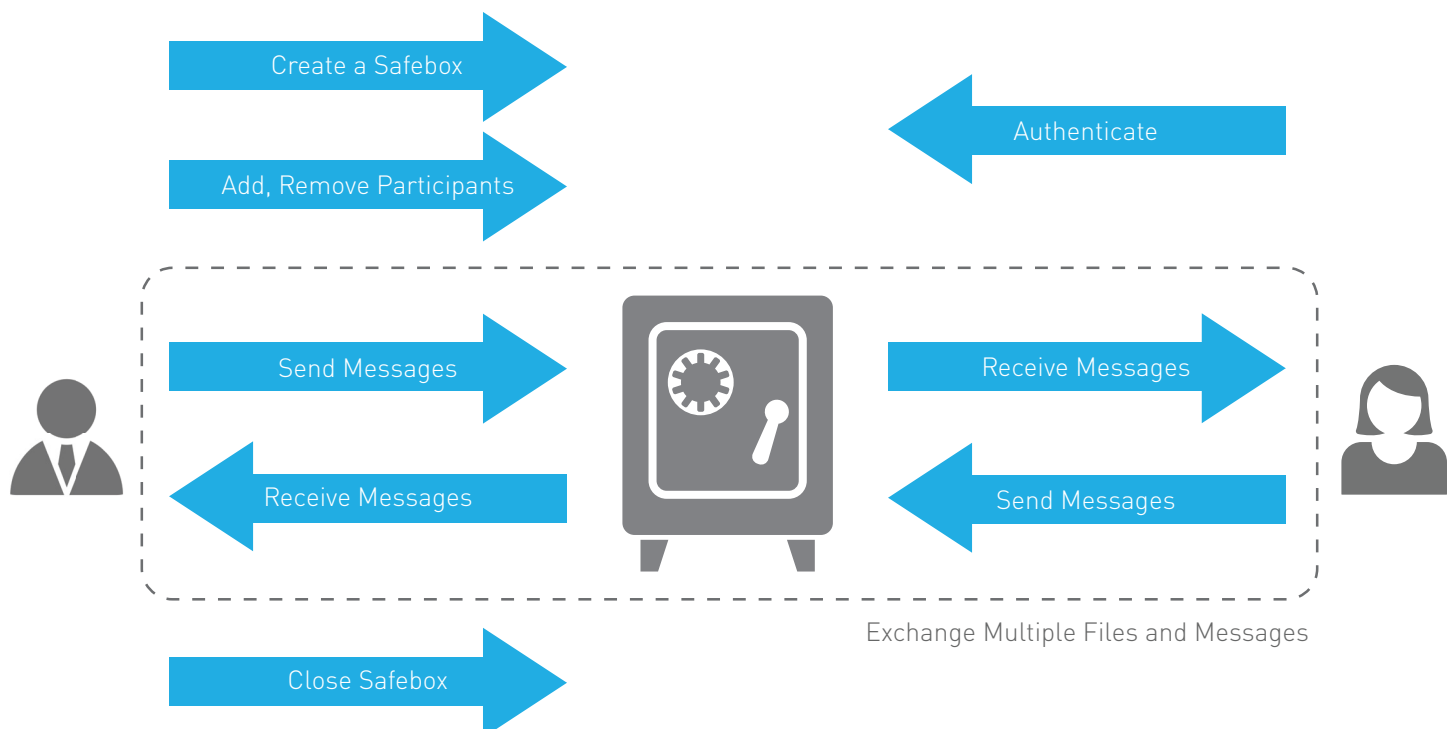 Create a Safebox
Authenticate
Add, Remove Participants
Send Messages
Receive Messages
Receive Messages
Send Messages
Exchange Multiple Files and Messages
Close Safebox